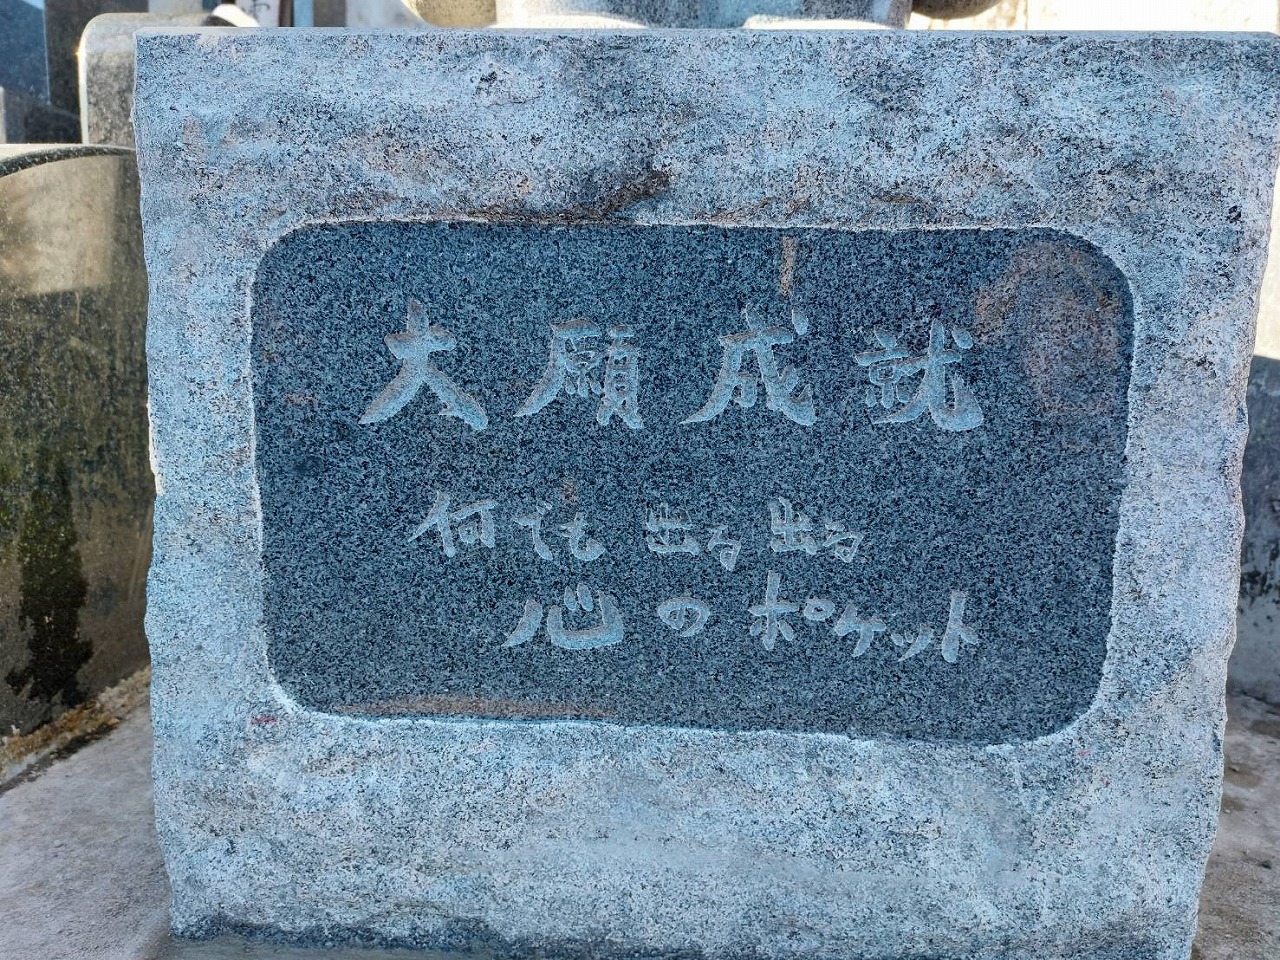 大願成就
何でも 出る 出る
心のポケット